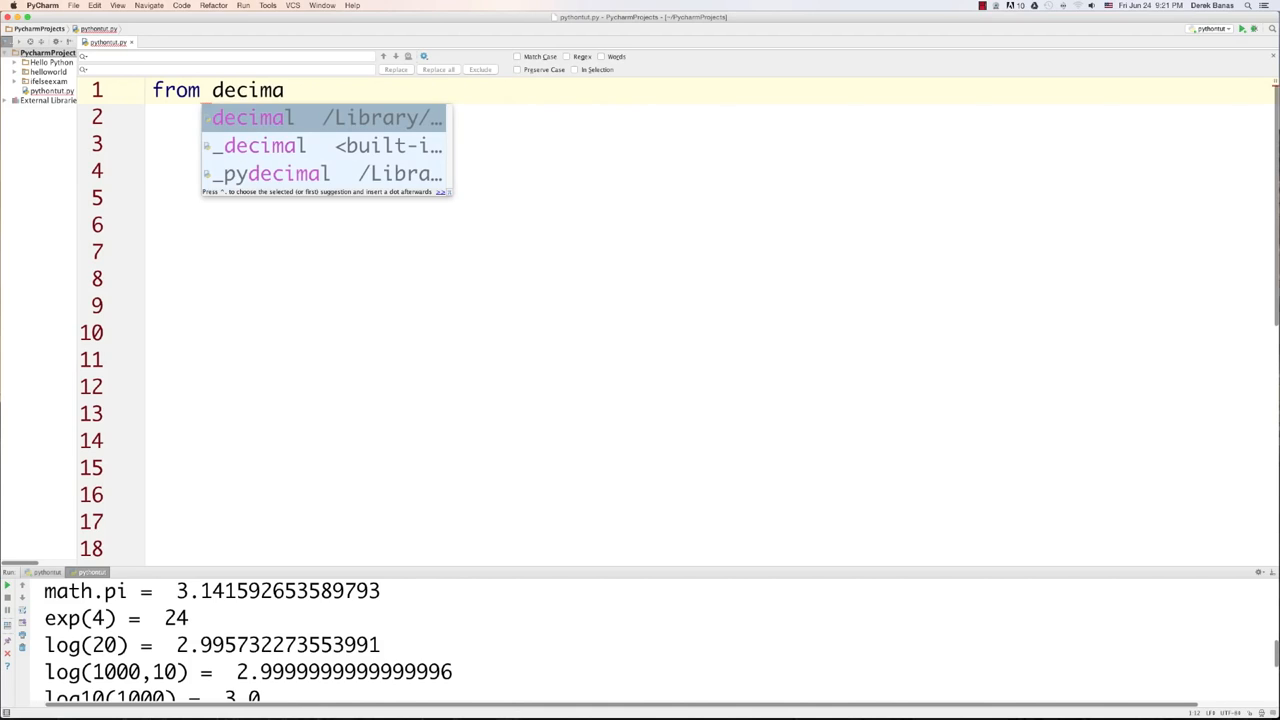 PyCharm File Edit View Navigate Code Refactor Run Tools VCS Window Help 10 Fri Jun 24 9:21 PM Derek Banas
pythontut.py - PycharmProjects - [~/PycharmProjects]
PycharmProjects pythontut.py pythontut
pythontut.py
PycharmProject
Hello Python
helloworld
ifelseexam
pythontut.py
External Librarie
Match Case Regex Words
Replace Replace all Exclude Preserve Case In Selection
1 from decima
decimal /Library/…
_decimal <built-i…
_pydecimal /Libra…
Press ^. to choose the selected (or first) suggestion and insert a dot afterwards >>
2
3
4
5
6
7
8
9
10
11
12
13
14
15
16
17
18
Run: pythontut pythontut
math.pi = 3.141592653589793
exp(4) = 24
log(20) = 2.995732273553991
log(1000,10) = 2.9999999999999996
log10(1000) = 3.0
1:12 LF≑ UTF-8≑